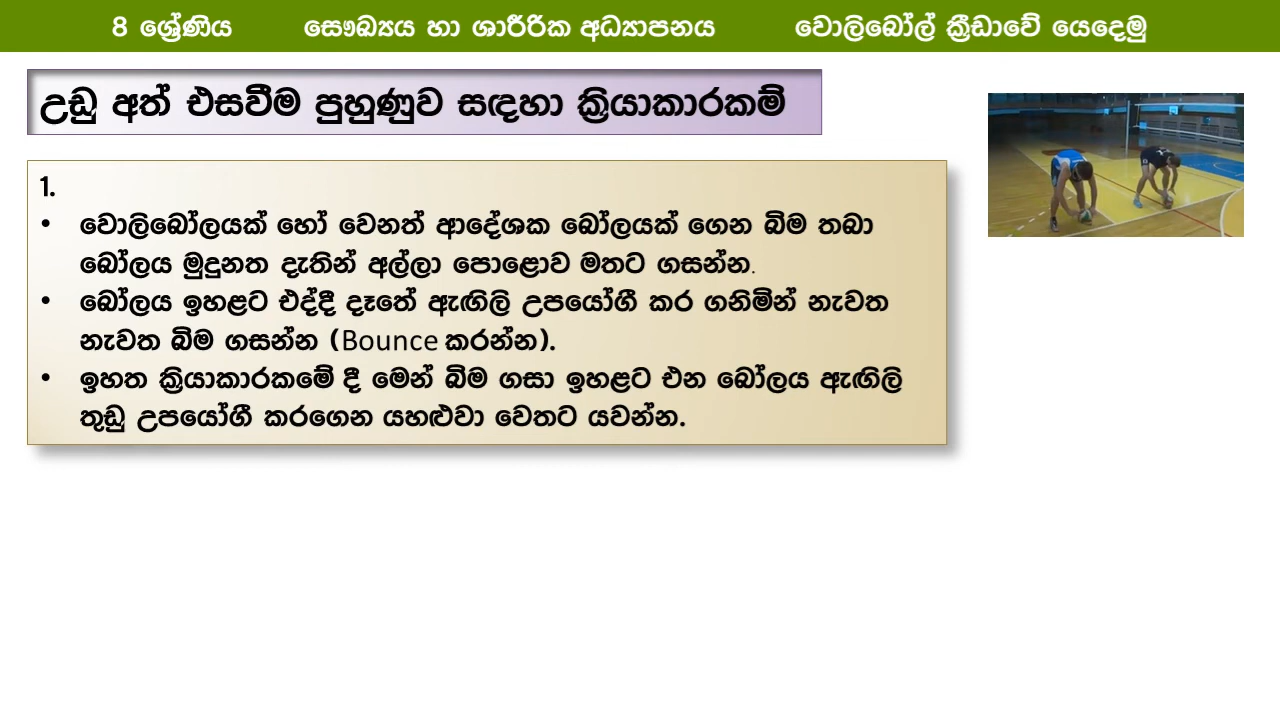 8 ශ්‍රේණිය සෞඛ්‍යය හා ශාරීරික අධ්‍යාපනය වොලිබෝල් ක්‍රීඩාවේ යෙදෙමු
උඩු අත් එසවීම පුහුණුව සඳහා ක්‍රියාකාරකම්
1.
• වොලිබෝලයක් හෝ වෙනත් ආදේශක බෝලයක් ගෙන බිම තබා
බෝලය මුදුනත දැතින් අල්ලා පොළොව මතට ගසන්න.
• බෝලය ඉහළට එද්දී දෑතේ ඇඟිලි උපයෝගී කර ගනිමින් නැවත
නැවත බිම ගසන්න (Bounce කරන්න).
• ඉහත ක්‍රියාකාරකමේ දී මෙන් බිම ගසා ඉහළට එන බෝලය ඇඟිලි
තුඩු උපයෝගී කරගෙන යහළුවා වෙතට යවන්න.